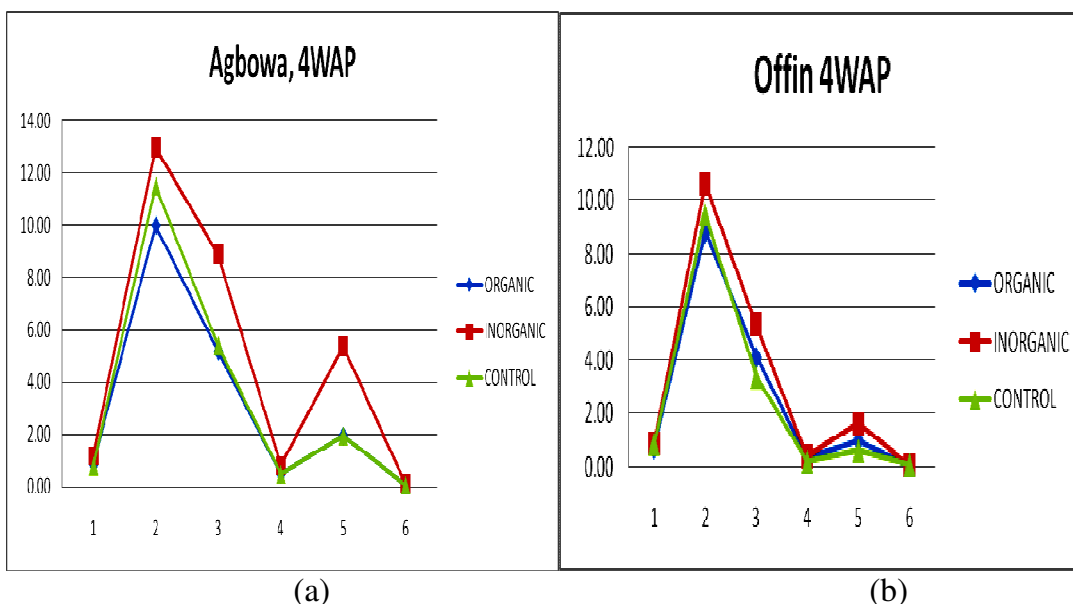 Agbowa, 4WAP
14.00
12.00
10.00
8.00
6.00
4.00
2.00
0.00
1 2 3 4 5 6
ORGANIC
INORGANIC
CONTROL
(a)
Offin 4WAP
12.00
10.00
8.00
6.00
4.00
2.00
0.00
1 2 3 4 5 6
ORGANIC
INORGANIC
CONTROL
(b)